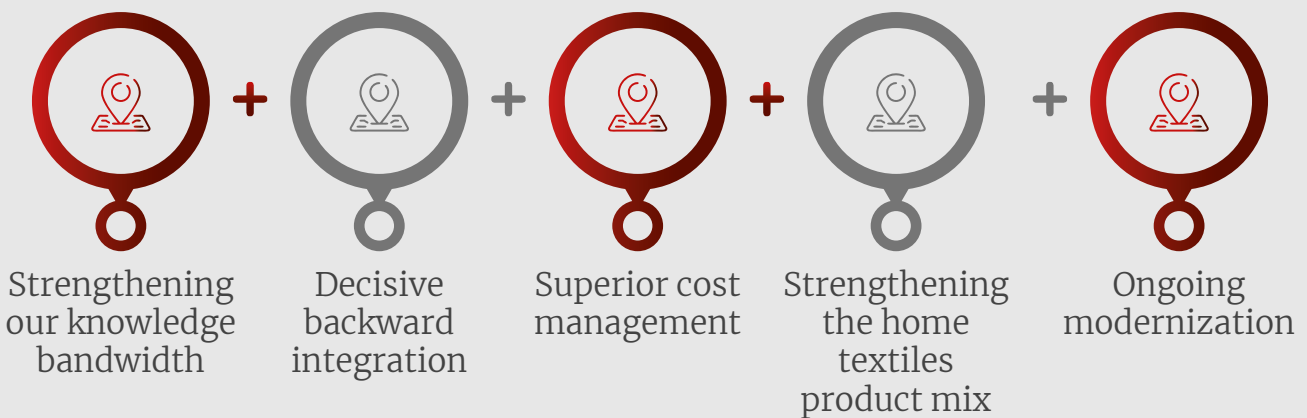 Strengthening
our knowledge
bandwidth
Decisive
backward
integration
Superior cost
management
Strengthening
the home
textiles
product mix
Ongoing
modernization